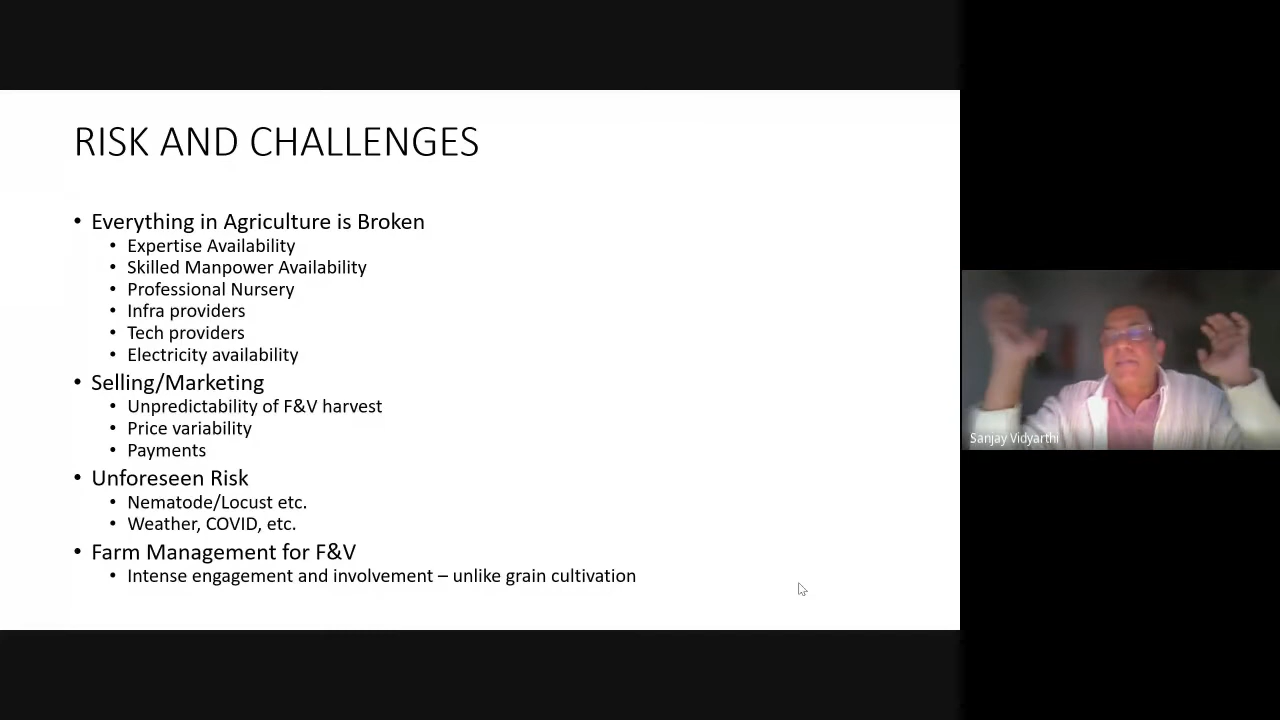 RISK AND CHALLENGES
• Everything in Agriculture is Broken
• Expertise Availability
• Skilled Manpower Availability
• Professional Nursery
• Infra providers
• Tech providers
• Electricity availability
• Selling/Marketing
• Unpredictability of F&V harvest
• Price variability
• Payments
• Unforeseen Risk
• Nematode/Locust etc.
• Weather, COVID, etc.
• Farm Management for F&V
• Intense engagement and involvement – unlike grain cultivation
Sanjay Vidyarthi